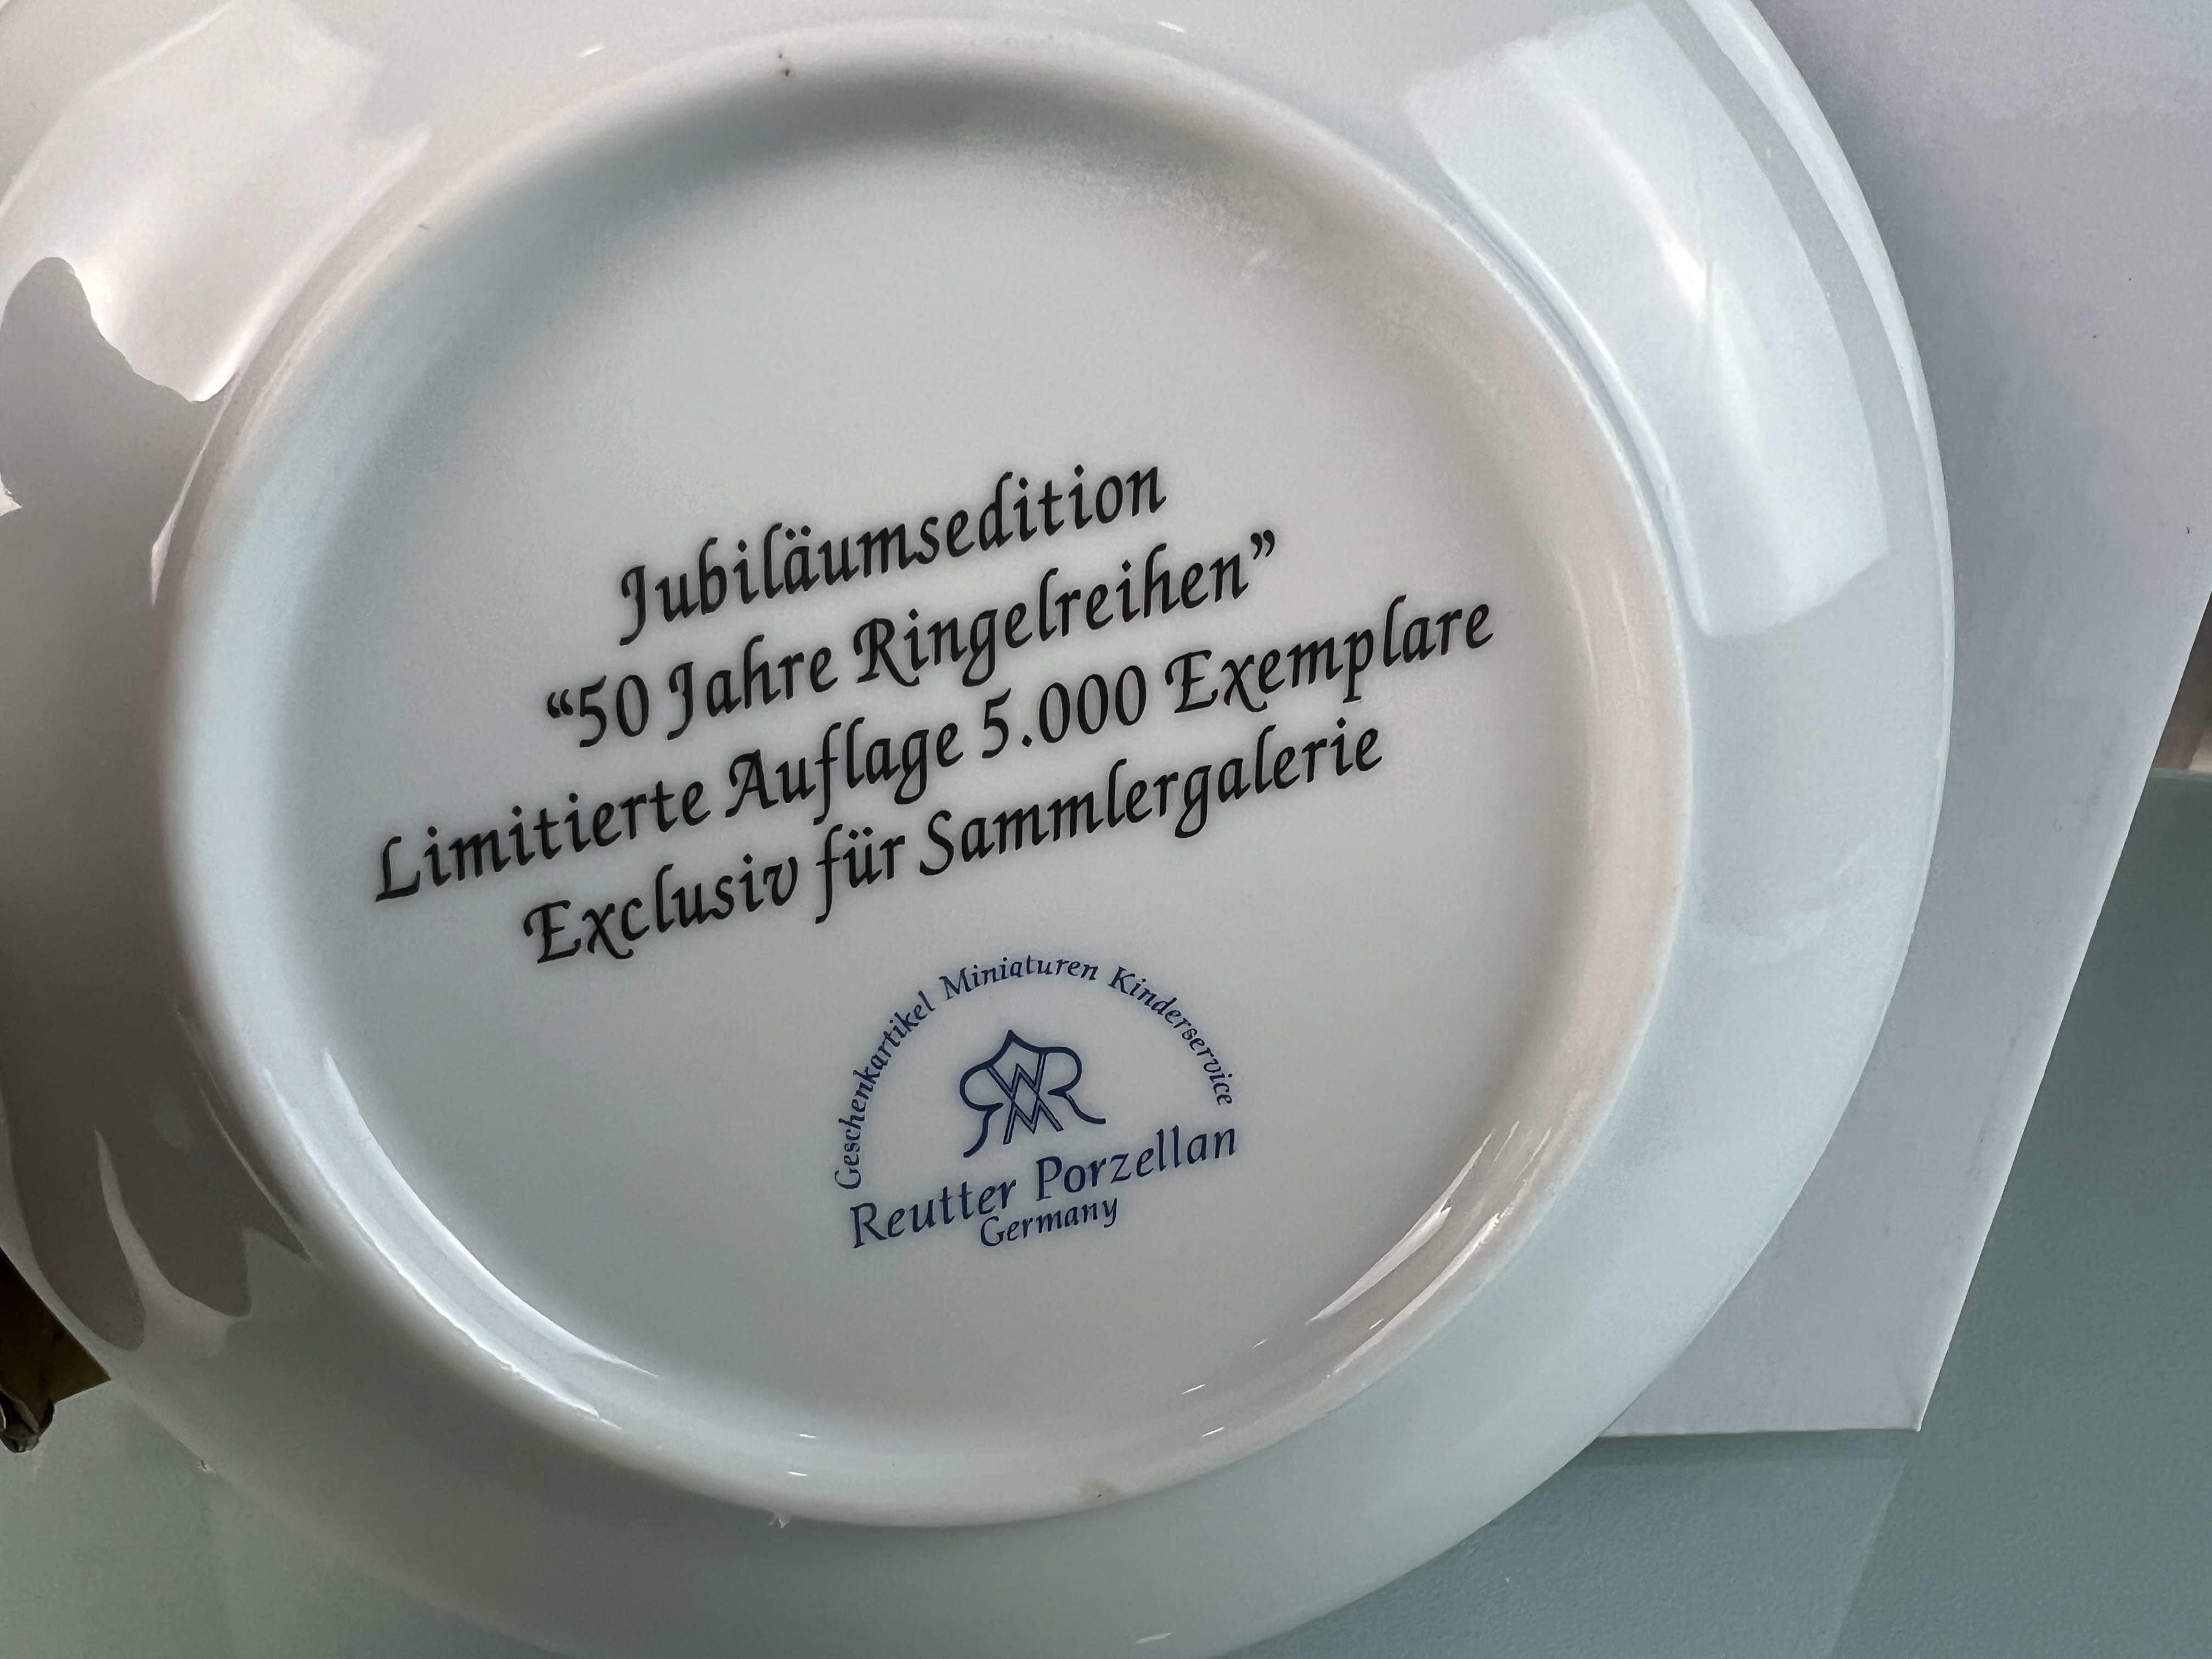 Jubiläumsedition
“50 Jahre Ringelreihen”
Limitierte Auflage 5.000 Exemplare
Exclusiv für Sammlergalerie
Geschenkartikel Miniaturen Kinderservice
Reutter Porzellan
Germany